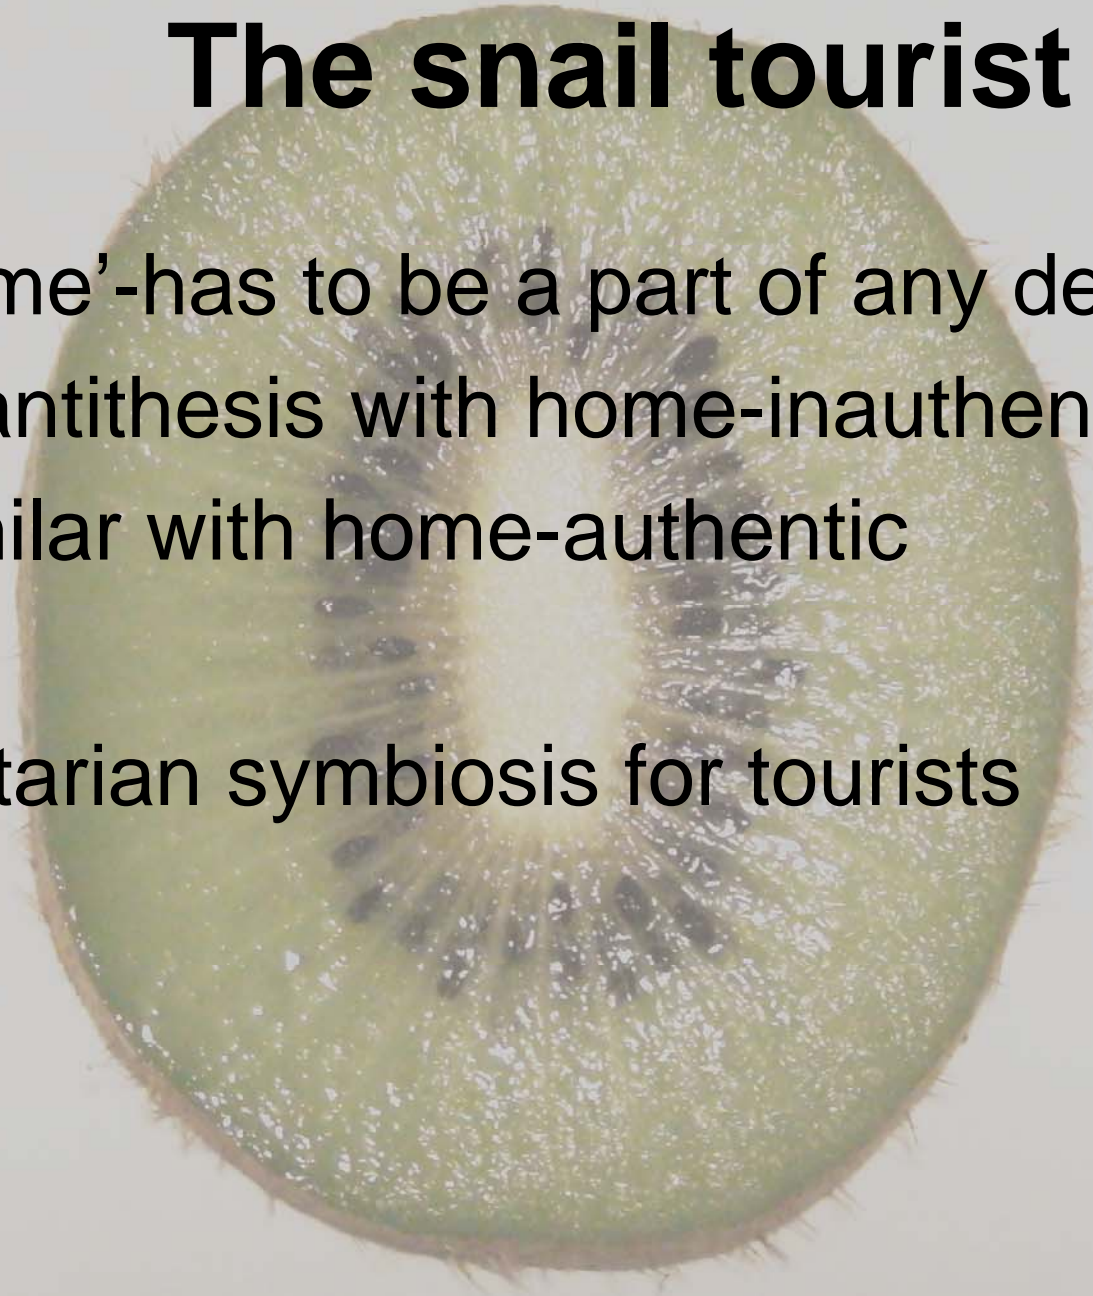 The snail tourist
me’-has to be a part of any de
antithesis with home-inauthen
ilar with home-authentic
tarian symbiosis for tourists